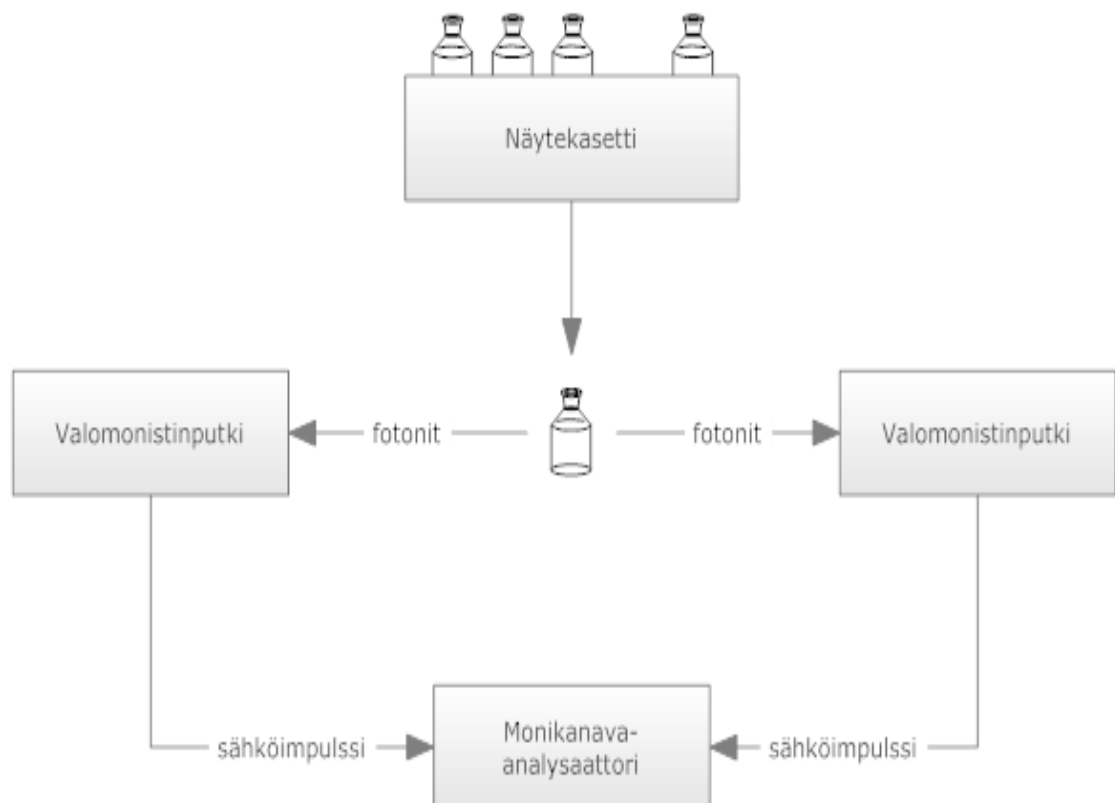 Näytekasetti
Valomonistinputki
fotonit
fotonit
Valomonistinputki
sähköimpulssi
Monikanava-
analysaattori
sähköimpulssi